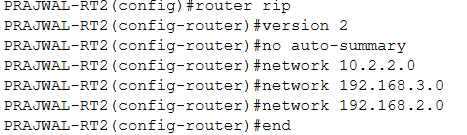 PRAJWAL-RT2(config)#router rip
PRAJWAL-RT2(config-router)#version 2
PRAJWAL-RT2(config-router)#no auto-summary
PRAJWAL-RT2(config-router)#network 10.2.2.0
PRAJWAL-RT2(config-router)#network 192.168.3.0
PRAJWAL-RT2(config-router)#network 192.168.2.0
PRAJWAL-RT2(config-router)#end